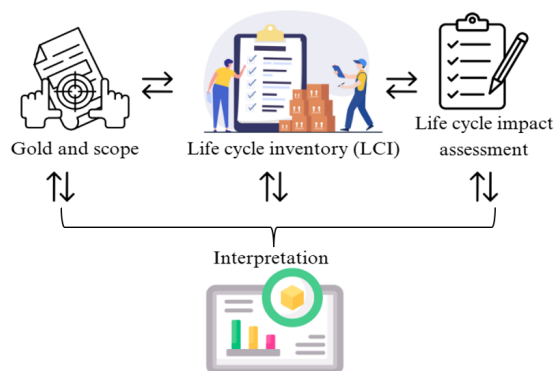 Gold and scope
Life cycle inventory (LCI)
Life cycle impact
assessment
Interpretation